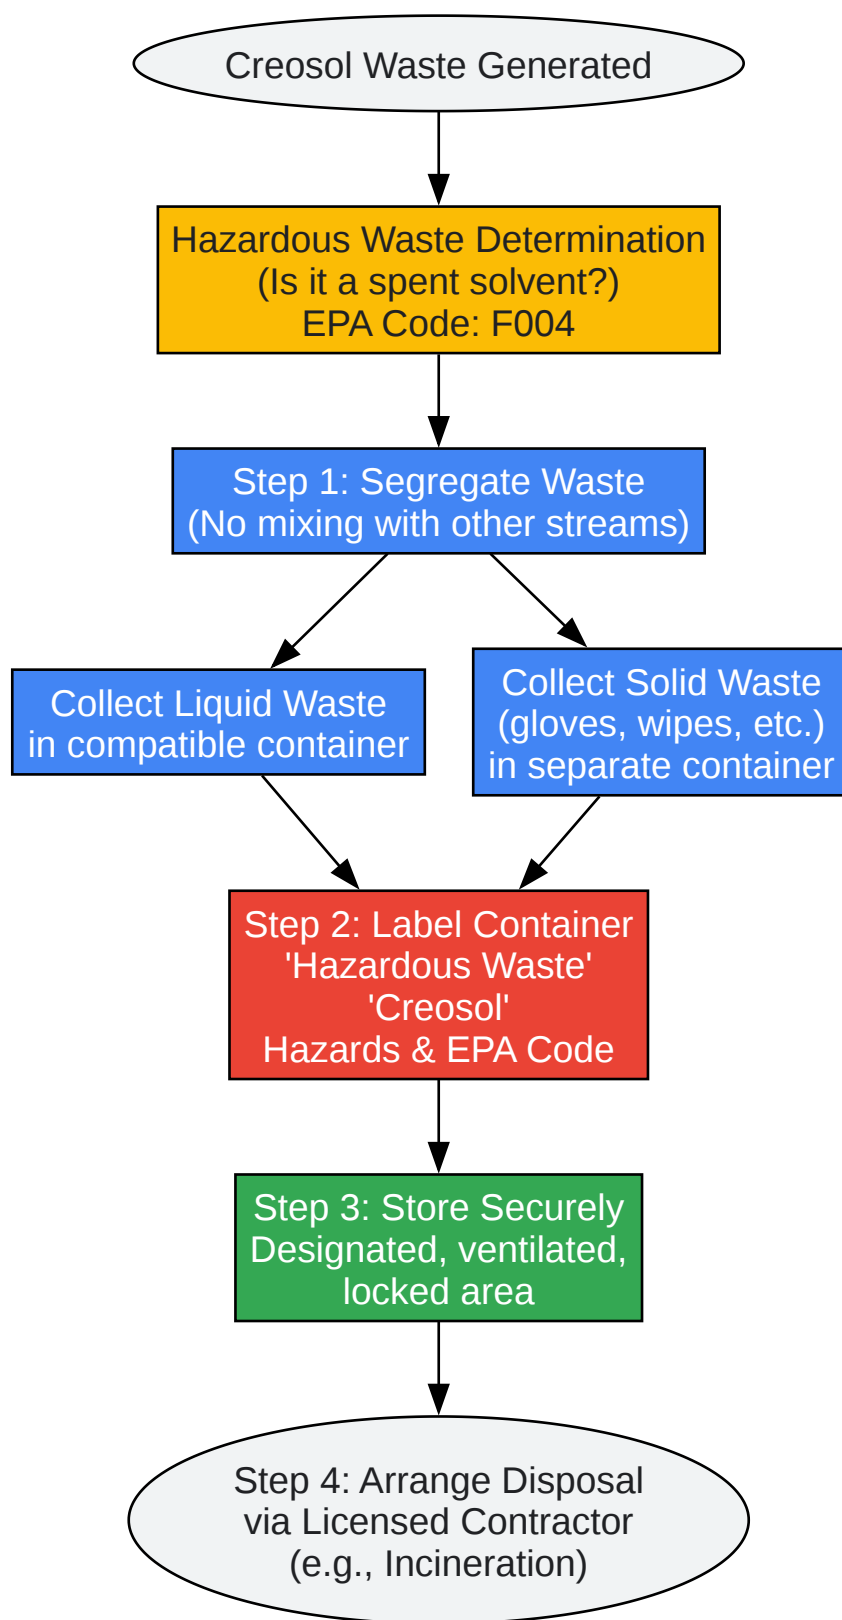 Creosol Waste Generated
Hazardous Waste Determination
(Is it a spent solvent?)
EPA Code: F004
Step 1: Segregate Waste
(No mixing with other streams)
Collect Liquid Waste
in compatible container
Collect Solid Waste
(gloves, wipes, etc.)
in separate container
Step 2: Label Container
'Hazardous Waste'
'Creosol'
Hazards & EPA Code
Step 3: Store Securely
Designated, ventilated,
locked area
Step 4: Arrange Disposal
via Licensed Contractor
(e.g., Incineration)